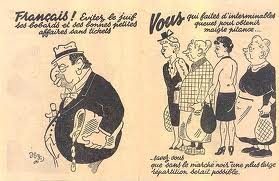 Français! Evitez le juif
ses bobards et ses bonnes petites
affaires sans tickets
Vous qui faites d'interminables
queues pour obtenir
maigre pitance...
...savez-vous
que sans le marché noir une plus large
répartition serait possible.